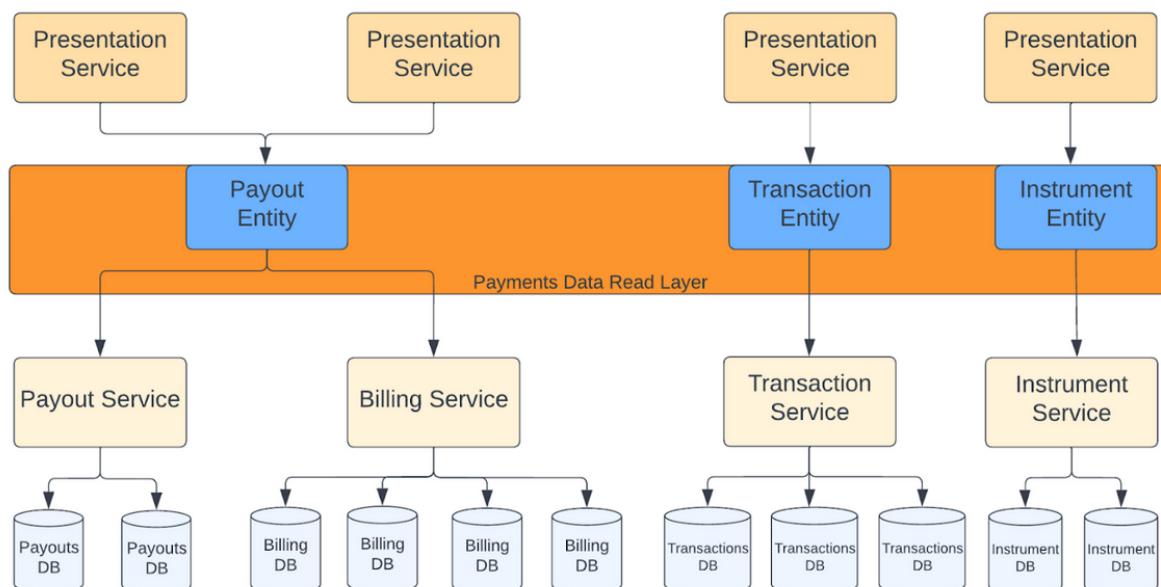 Presentation
Service
Presentation
Service
Presentation
Service
Presentation
Service
Payout
Entity
Transaction
Entity
Instrument
Entity
Payments Data Read Layer
Payout Service
Billing Service
Transaction
Service
Instrument
Service
Payouts
DB
Payouts
DB
Billing
DB
Billing
DB
Billing
DB
Billing
DB
Transactions
DB
Transactions
DB
Transactions
DB
Instrument
DB
Instrument
DB